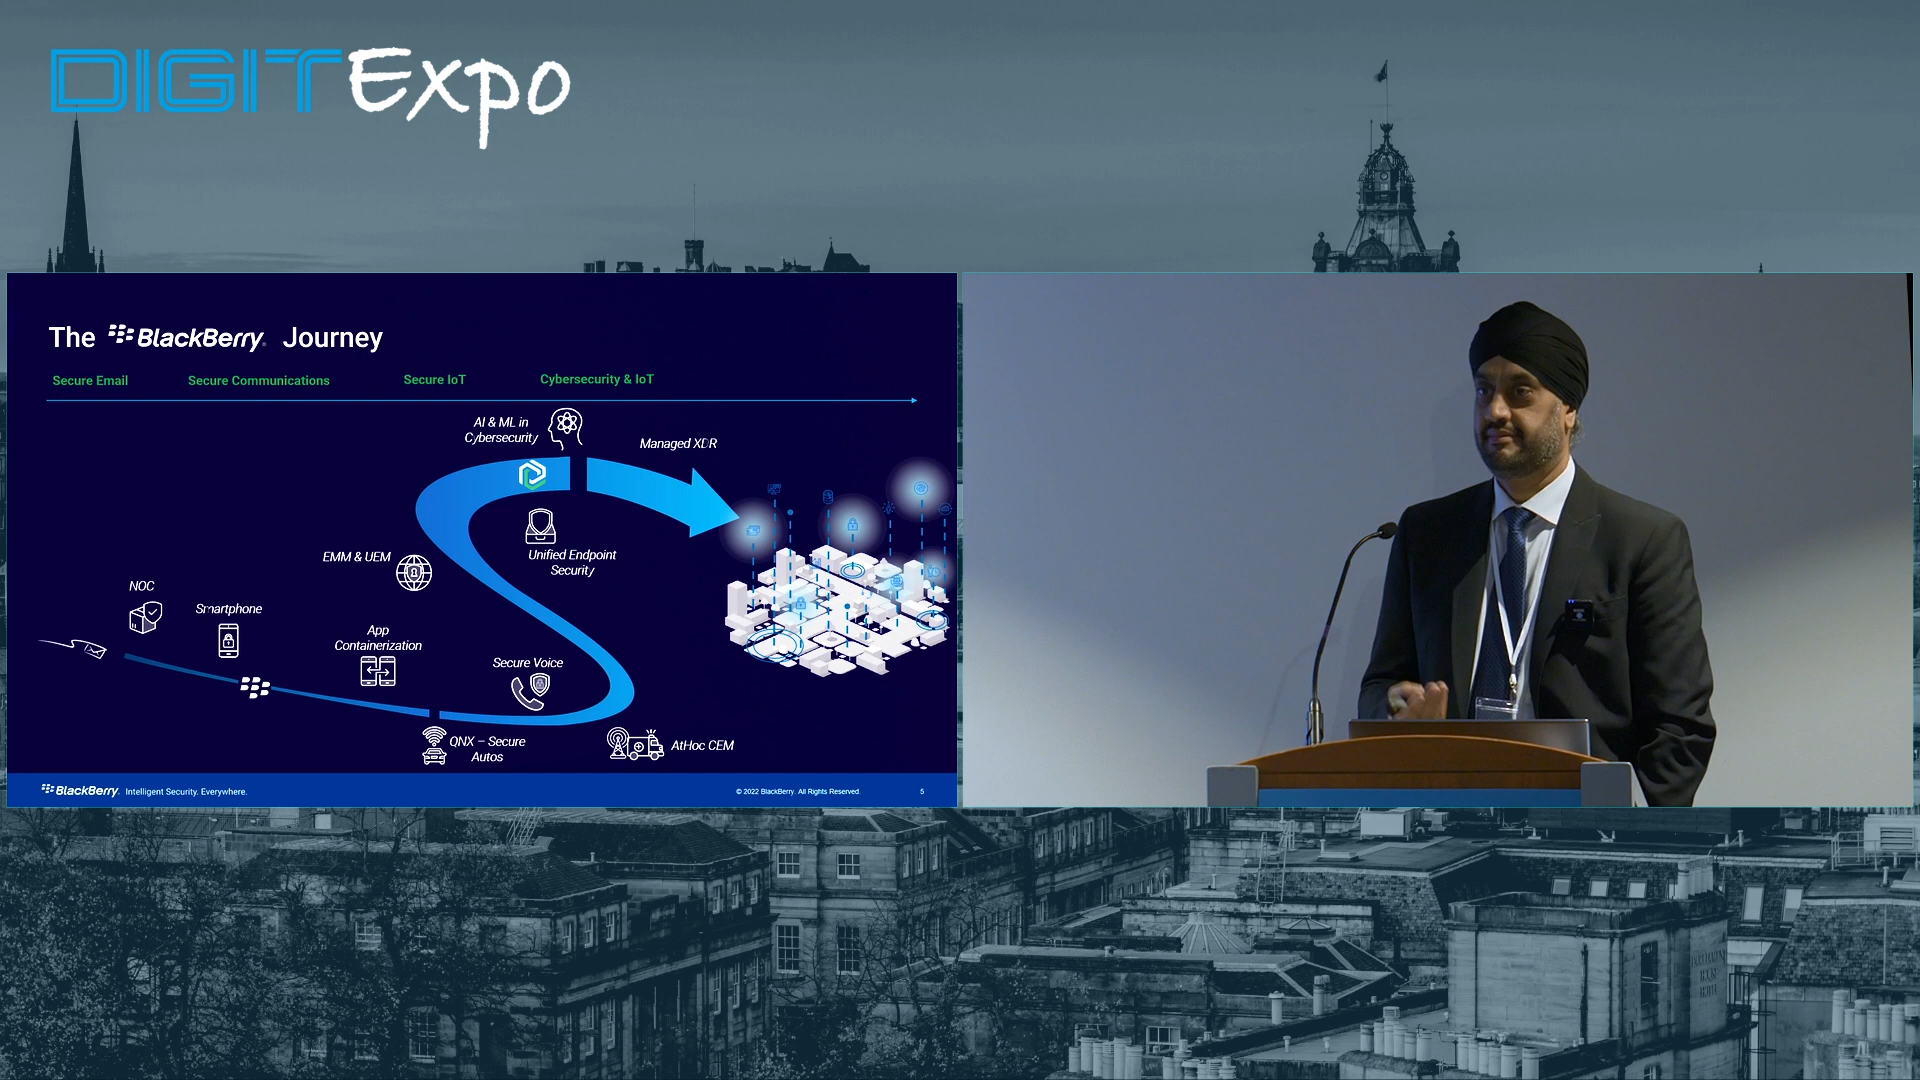 DIGIT Expo
The BlackBerry Journey
Secure Email
Secure Communications
Secure IoT
Cybersecurity & IoT
AI & ML in
Cybersecurity
Managed XDR
Unified Endpoint
Security
EMM & UEM
NOC
Smartphone
App
Containerization
Secure Voice
QNX – Secure
Autos
AtHoc CEM
BlackBerry. Intelligent Security. Everywhere.
© 2022 BlackBerry. All Rights Reserved.
5